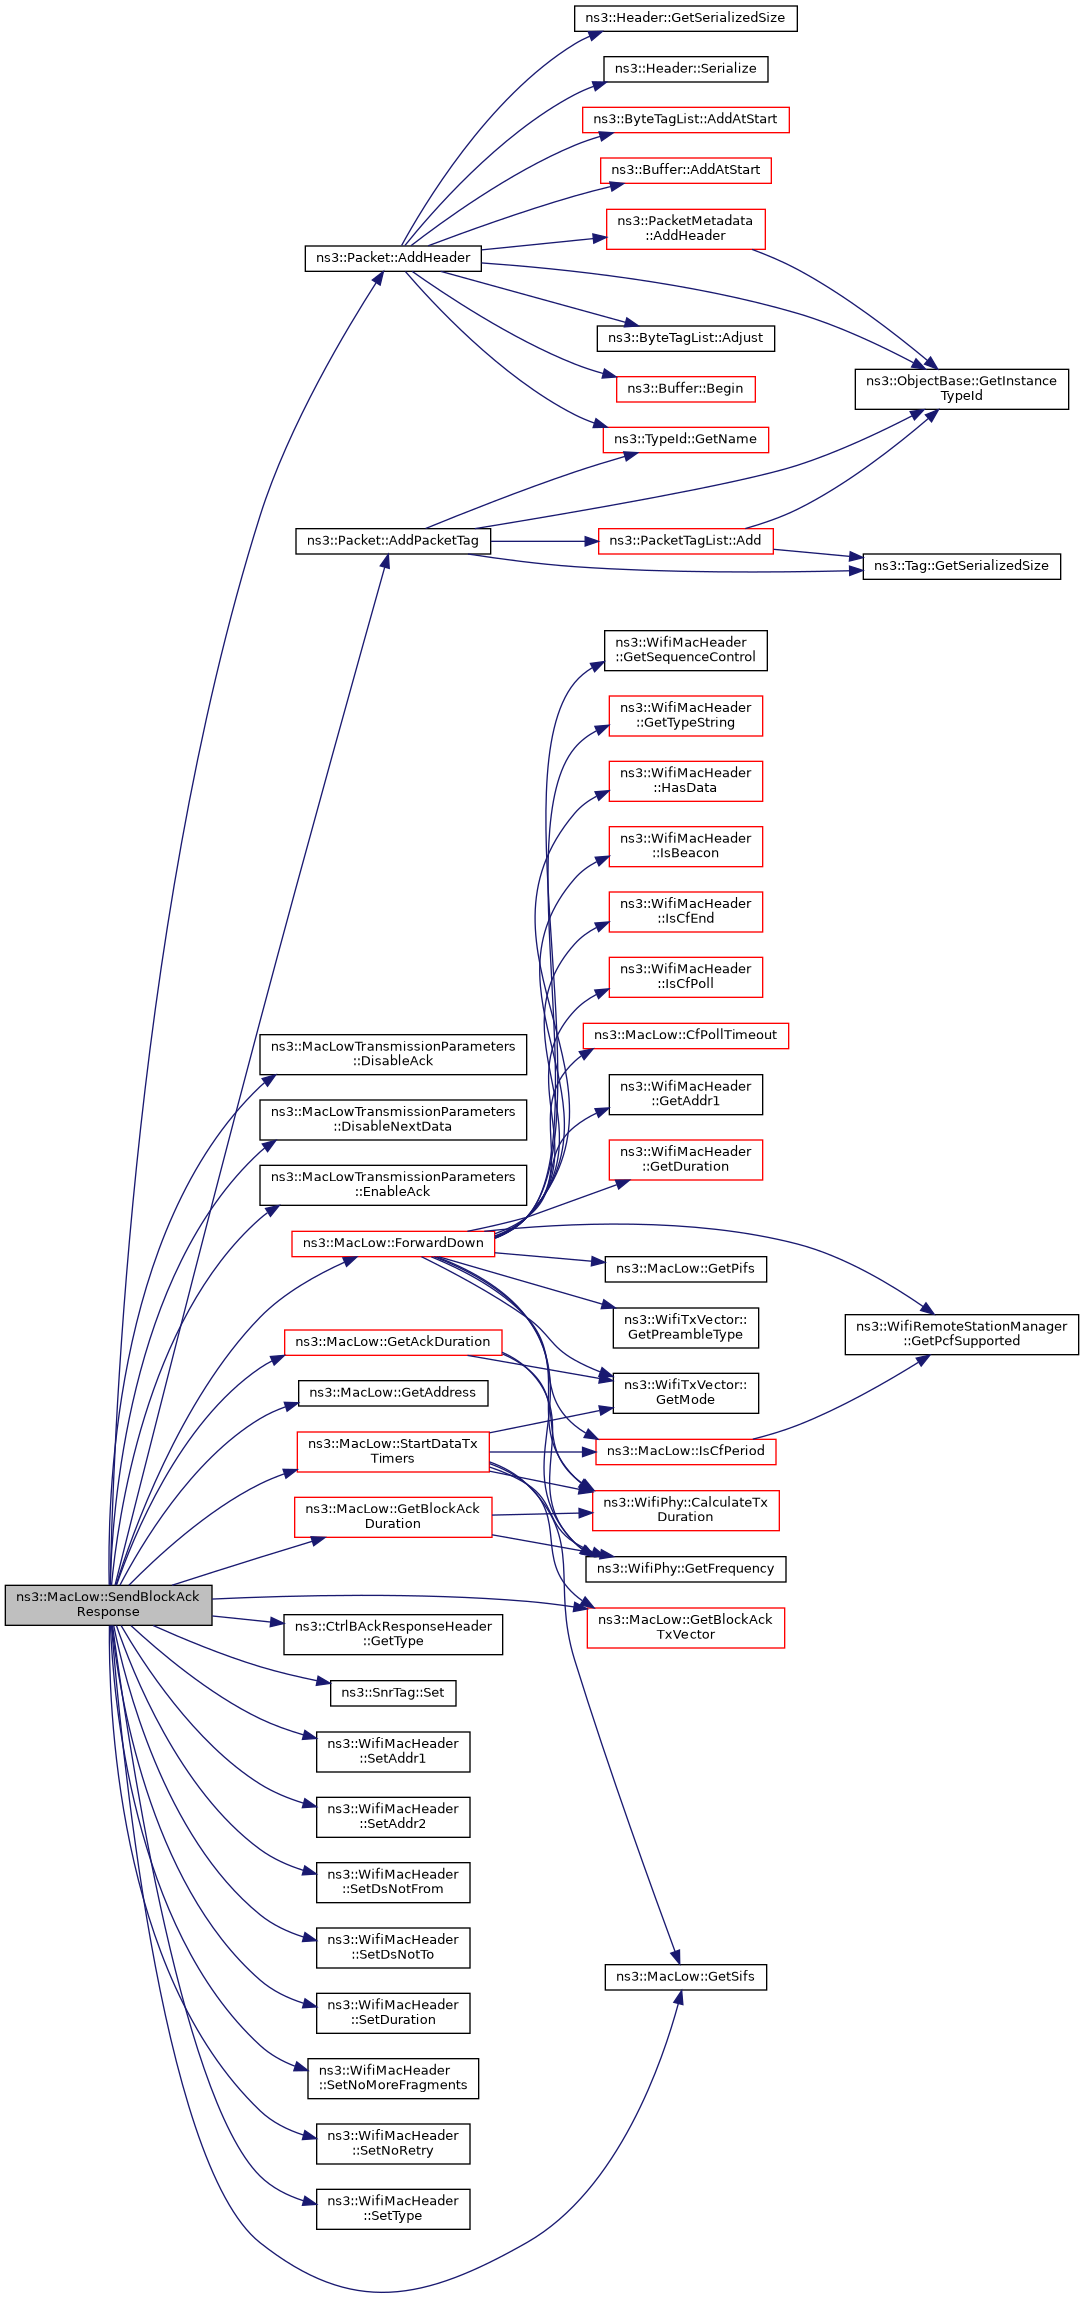 ns3::Header::GetSerializedSize
ns3::Header::Serialize
ns3::ByteTagList::AddAtStart
ns3::Buffer::AddAtStart
ns3::PacketMetadata
::AddHeader
ns3::Packet::AddHeader
ns3::ByteTagList::Adjust
ns3::Buffer::Begin
ns3::ObjectBase::GetInstance
TypeId
ns3::TypeId::GetName
ns3::Packet::AddPacketTag
ns3::PacketTagList::Add
ns3::Tag::GetSerializedSize
ns3::WifiMacHeader
::GetSequenceControl
ns3::WifiMacHeader
::GetTypeString
ns3::WifiMacHeader
::HasData
ns3::WifiMacHeader
::IsBeacon
ns3::WifiMacHeader
::IsCfEnd
ns3::WifiMacHeader
::IsCfPoll
ns3::MacLow::CfPollTimeout
ns3::MacLowTransmissionParameters
::DisableAck
ns3::WifiMacHeader
::GetAddr1
ns3::MacLowTransmissionParameters
::DisableNextData
ns3::WifiMacHeader
::GetDuration
ns3::MacLowTransmissionParameters
::EnableAck
ns3::MacLow::ForwardDown
ns3::MacLow::GetPifs
ns3::WifiTxVector::
GetPreambleType
ns3::WifiRemoteStationManager
::GetPcfSupported
ns3::MacLow::GetAckDuration
ns3::MacLow::GetAddress
ns3::WifiTxVector::
GetMode
ns3::MacLow::StartDataTx
Timers
ns3::MacLow::IsCfPeriod
ns3::MacLow::GetBlockAck
Duration
ns3::WifiPhy::CalculateTx
Duration
ns3::WifiPhy::GetFrequency
ns3::MacLow::SendBlockAck
Response
ns3::CtrlBAckResponseHeader
::GetType
ns3::MacLow::GetBlockAck
TxVector
ns3::SnrTag::Set
ns3::WifiMacHeader
::SetAddr1
ns3::WifiMacHeader
::SetAddr2
ns3::WifiMacHeader
::SetDsNotFrom
ns3::WifiMacHeader
::SetDsNotTo
ns3::MacLow::GetSifs
ns3::WifiMacHeader
::SetDuration
ns3::WifiMacHeader
::SetNoMoreFragments
ns3::WifiMacHeader
::SetNoRetry
ns3::WifiMacHeader
::SetType